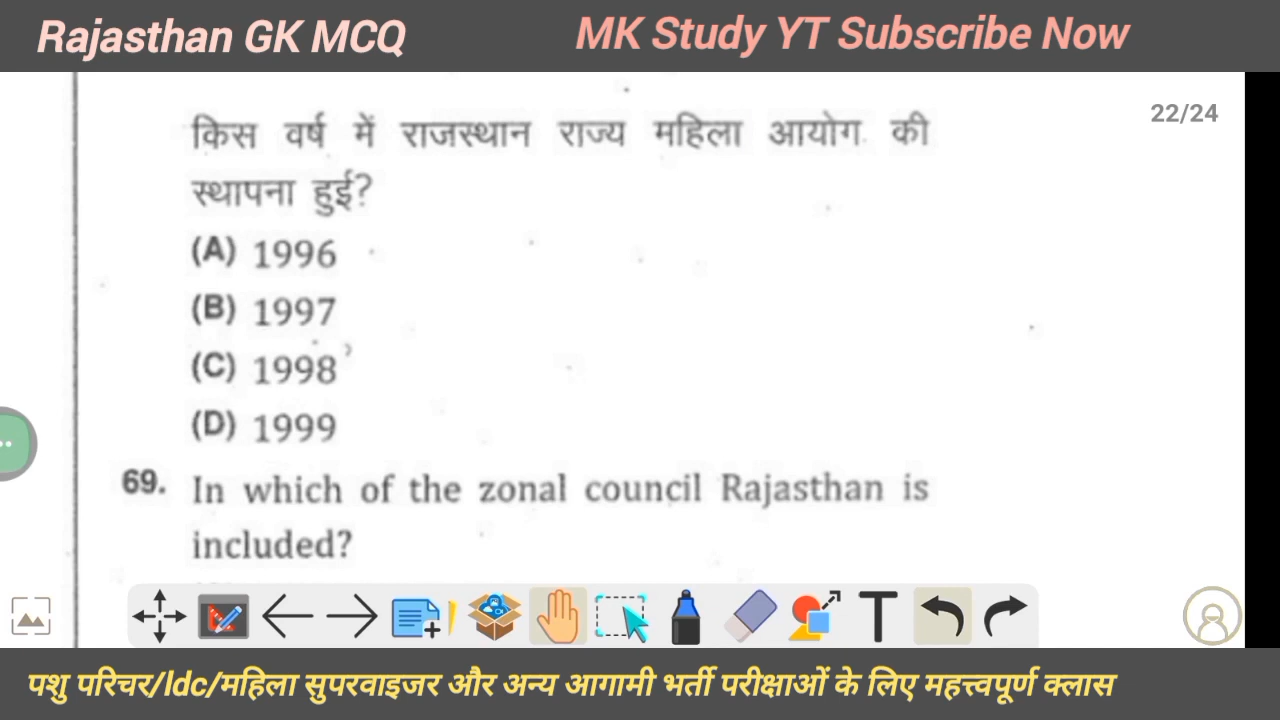 Rajasthan GK MCQ
MK Study YT Subscribe Now
22/24
किस वर्ष में राजस्थान राज्य महिला आयोग की
स्थापना हुई?
(A) 1996
(B) 1997
(C) 1998
(D) 1999
69. In which of the zonal council Rajasthan is
included?
पशु परिचर/ldc/महिला सुपरवाइजर और अन्य आगामी भर्ती परीक्षाओं के लिए महत्त्वपूर्ण क्लास